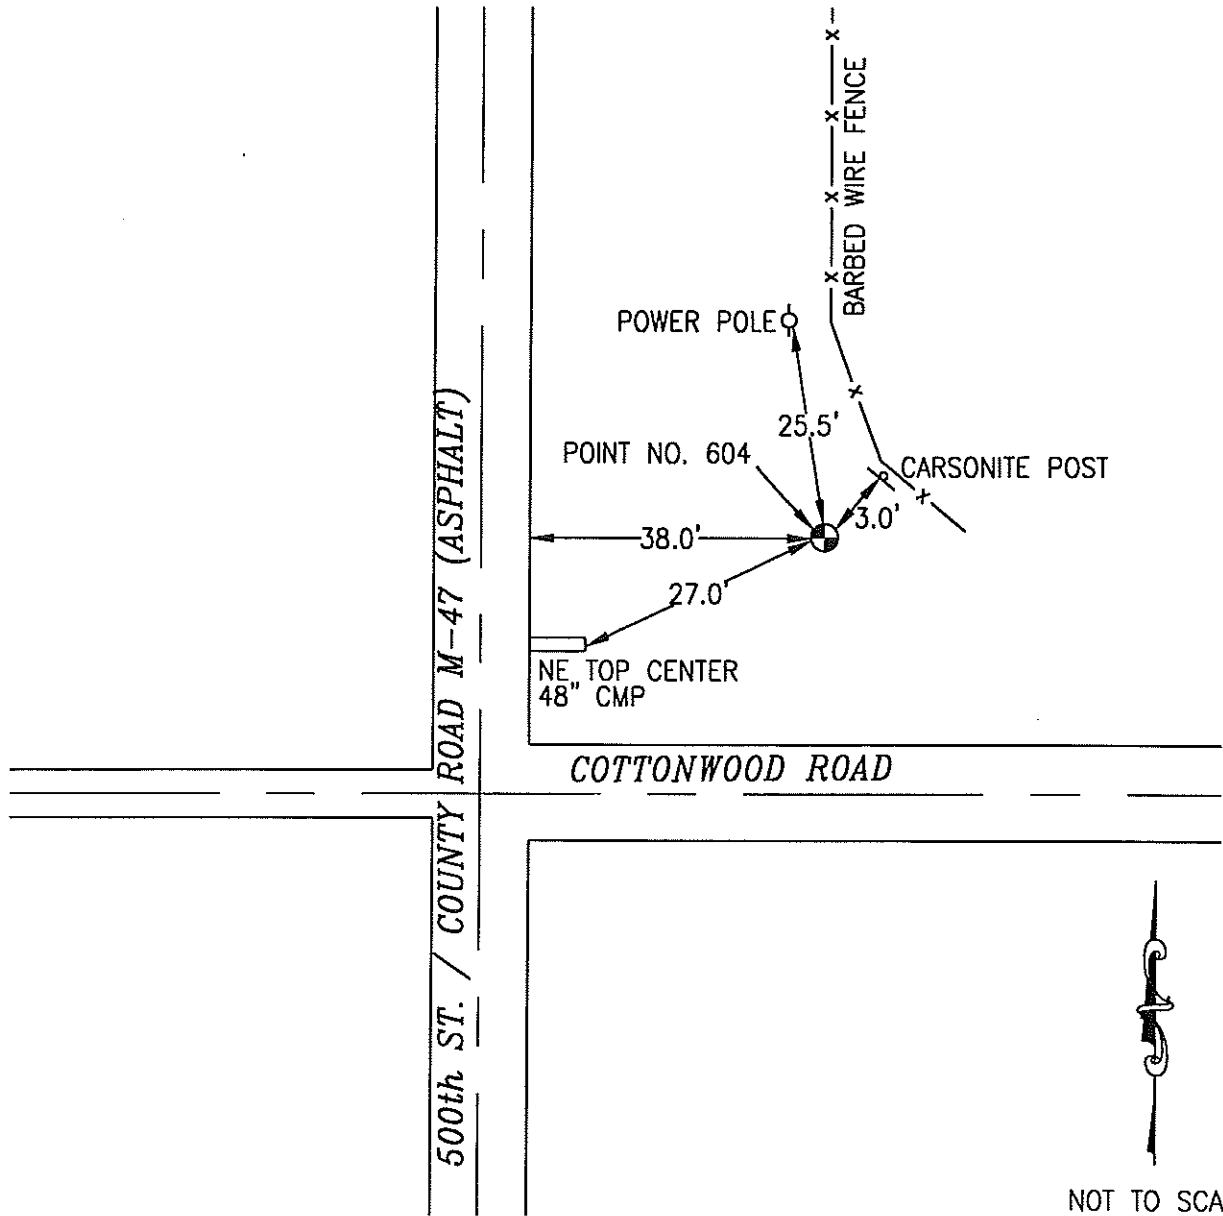 BARBED WIRE FENCE
POWER POLE
25.5'
POINT NO. 604
CARSONITE POST
3.0'
38.0'
27.0'
NE TOP CENTER
48" CMP
COTTONWOOD ROAD
500th ST. / COUNTY ROAD M-47 (ASPHALT)
NOT TO SCA